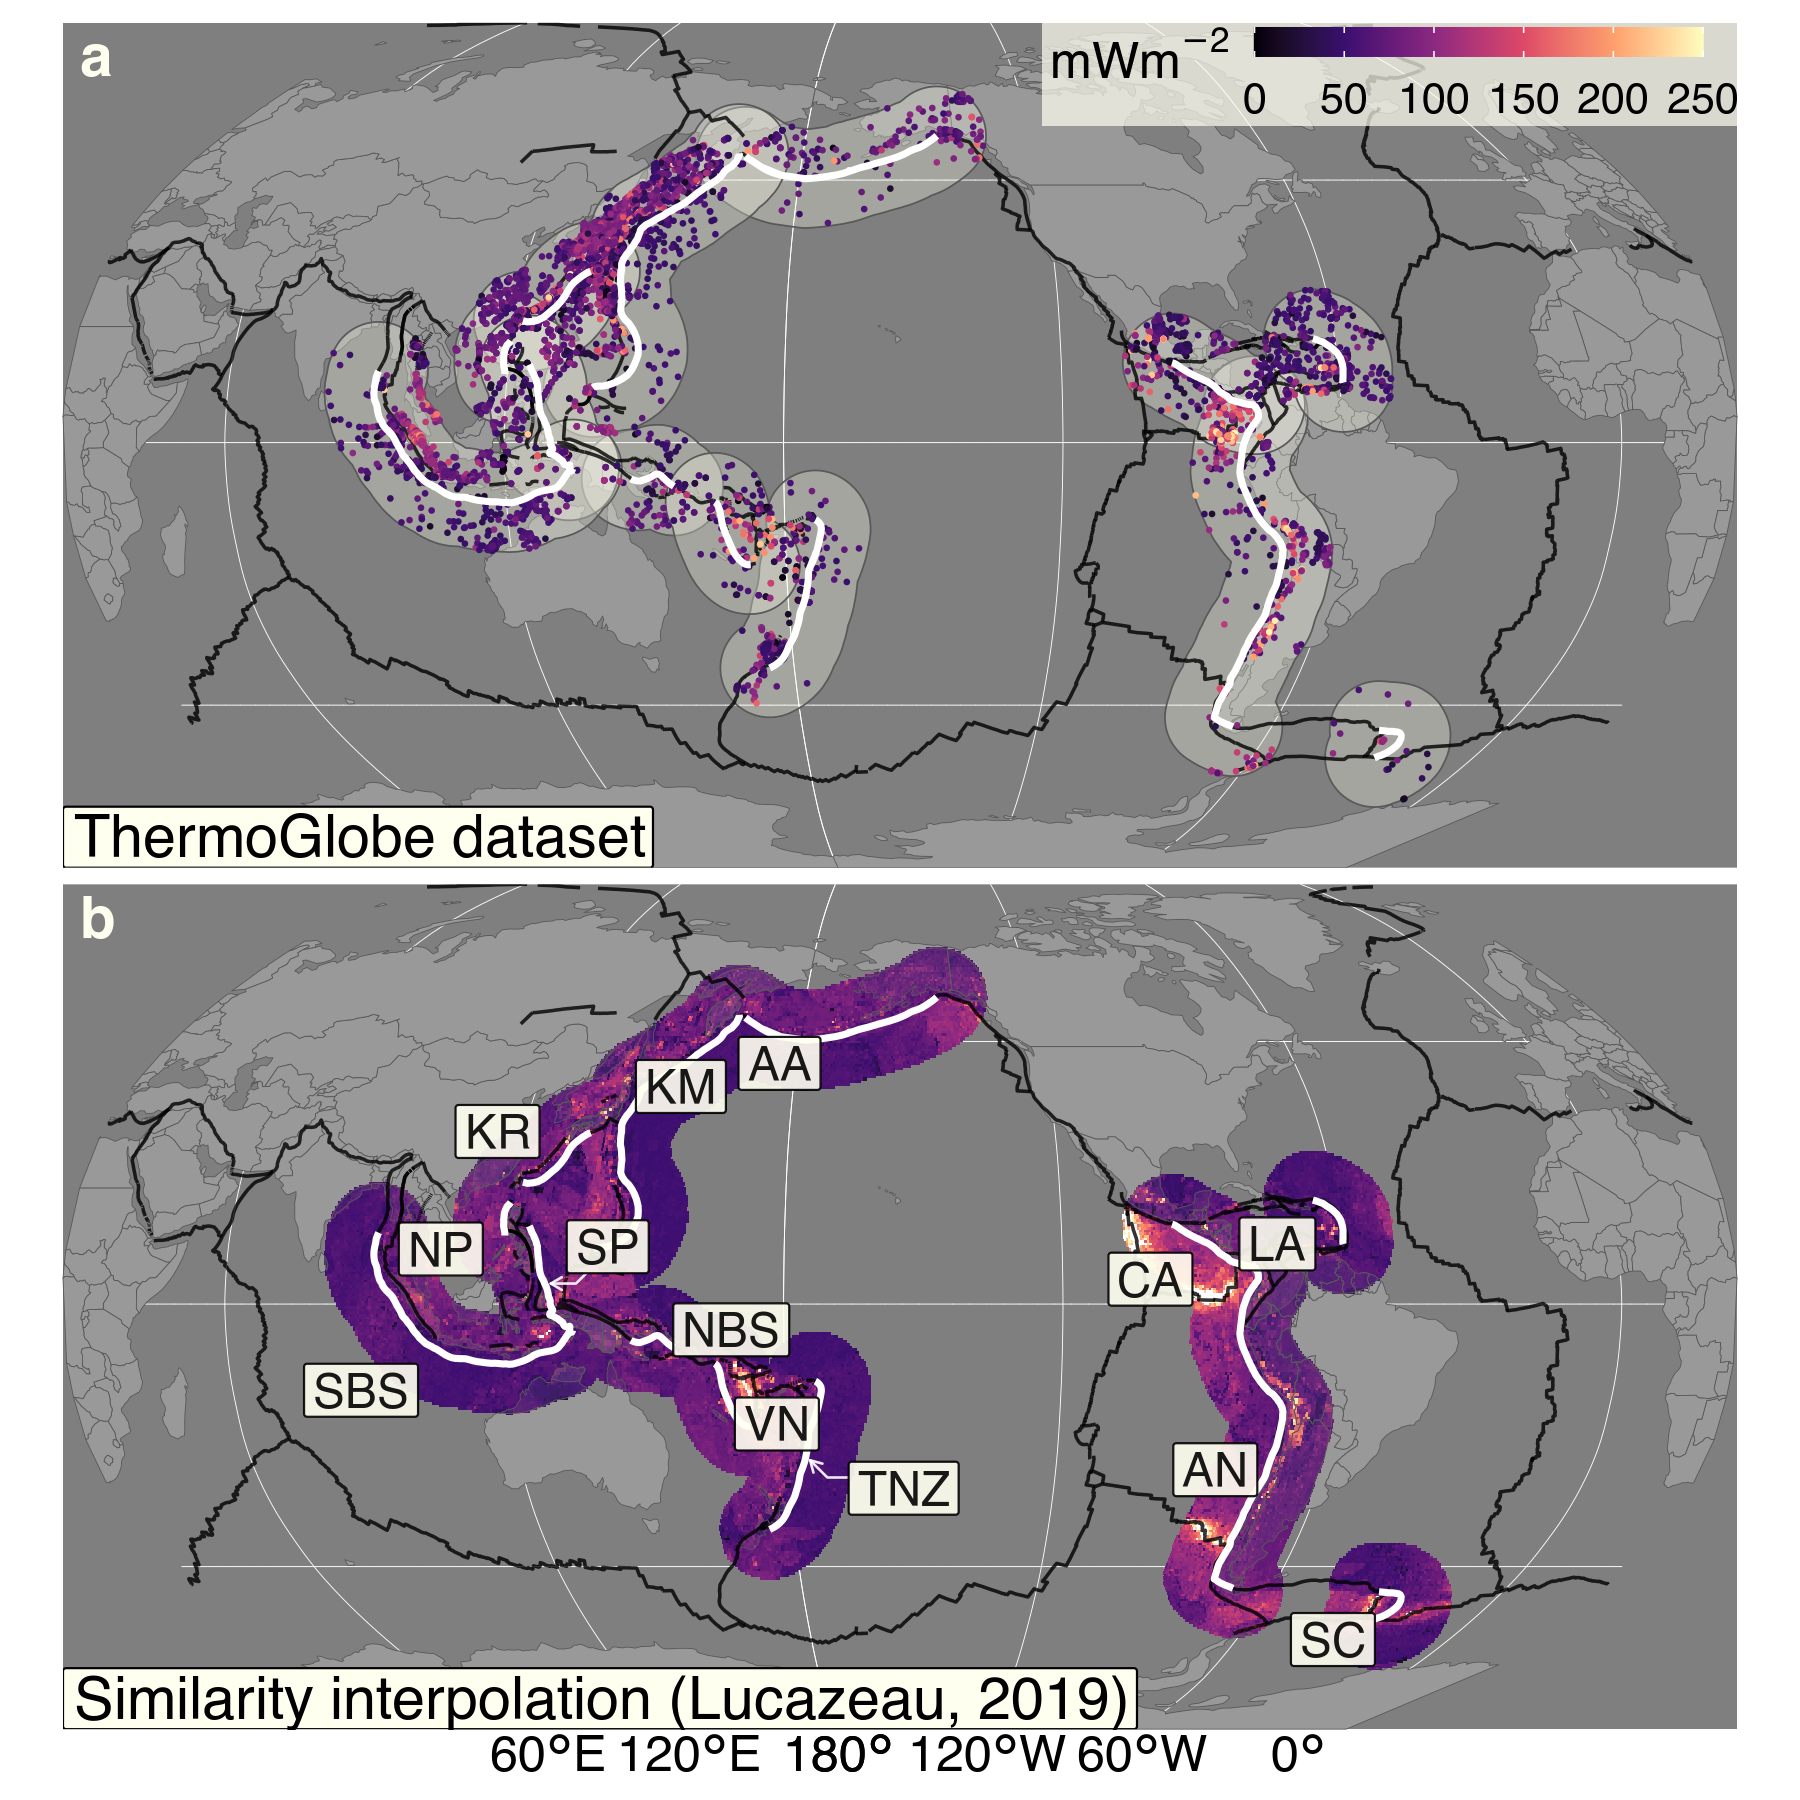 a
mWm−2
0 50 100 150 200 250
ThermoGlobe dataset
b
AA
KM
KR
NP
SP
NBS
SBS
VN
TNZ
LA
CA
AN
SC
Similarity interpolation (Lucazeau, 2019)
60°E 120°E 180° 120°W 60°W 0°